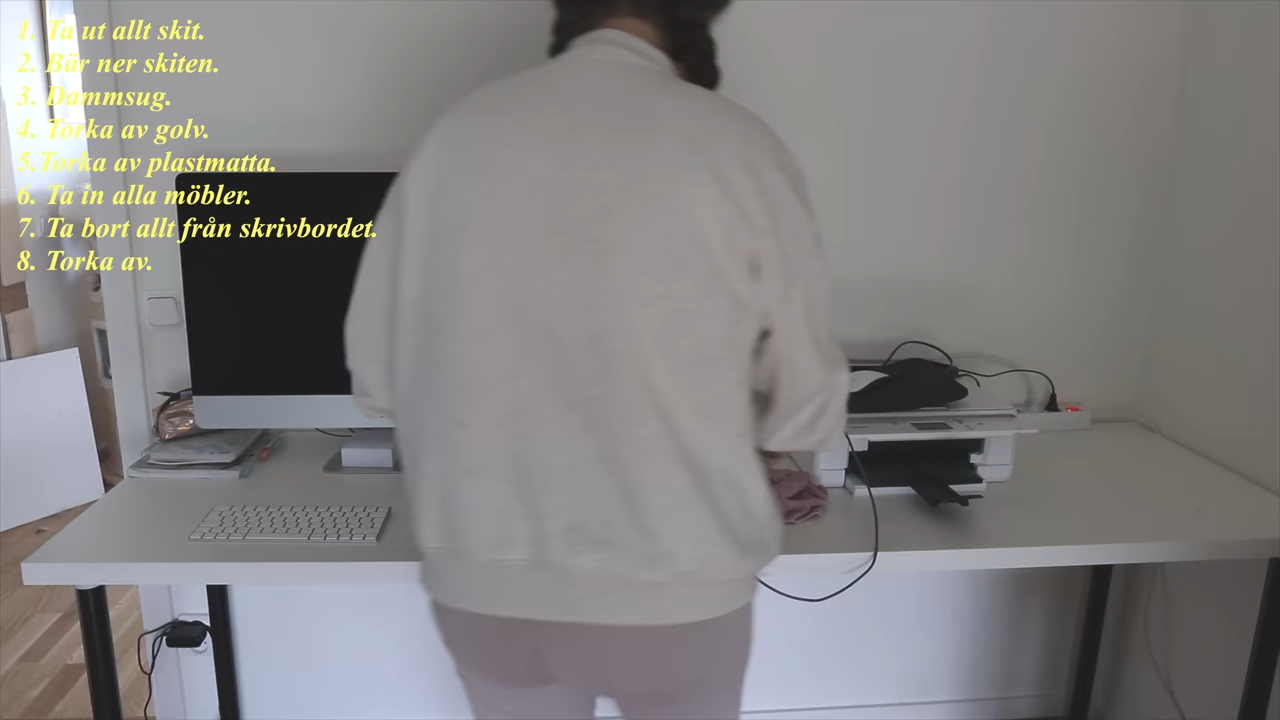 1. Ta ut allt skit.
2. Bär ner skiten.
3. Dammsug.
4. Torka av golv.
5.Torka av plastmatta.
6. Ta in alla möbler.
7. Ta bort allt från skrivbordet.
8. Torka av.